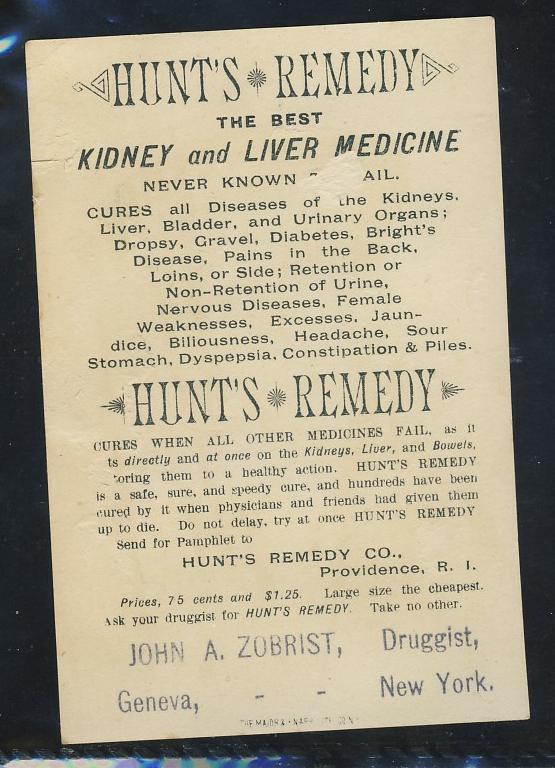 HUNT'S REMEDY
THE BEST
KIDNEY and LIVER MEDICINE
NEVER KNOWN AIL.
CURES all Diseases of the Kidneys,
Liver, Bladder, and Urinary Organs;
Dropsy, Gravel, Diabetes, Bright's
Disease, Pains in the Back,
Loins, or Side; Retention or
Non-Retention of Urine,
Nervous Diseases, Female
Weaknesses, Excesses, Jaun-
dice, Biliousness, Headache, Sour
Stomach, Dyspepsia, Constipation & Piles.
HUNT'S REMEDY
CURES WHEN ALL OTHER MEDICINES FAIL, as it
ts directly and at once on the Kidneys, Liver, and Bowels,
toring them to a healthy action. HUNT'S REMEDY
is a safe, sure, and speedy cure, and hundreds have been
cured by it when physicians and friends had given them
up to die. Do not delay, try at once HUNT'S REMEDY
Send for Pamphlet to
HUNT'S REMEDY CO.,
Providence, R. I.
Prices, 75 cents and $1.25. Large size the cheapest.
Ask your druggist for HUNT'S REMEDY. Take no other.
JOHN A. ZOBRIST, Druggist,
Geneva, - - New York.
THE MAJOR &